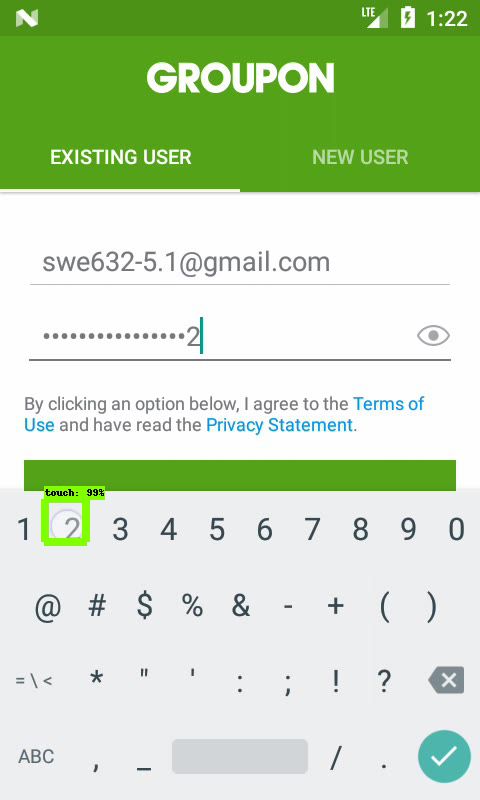 LTE 1:22
GROUPON
EXISTING USER NEW USER
swe632-5.1@gmail.com
••••••••••••••••2
By clicking an option below, I agree to the Terms of
Use and have read the Privacy Statement.
touch: 99%
1 2 3 4 5 6 7 8 9 0
@ # $ % & - + ( )
= \ < * " ' : ; ! ?
ABC , _ / .